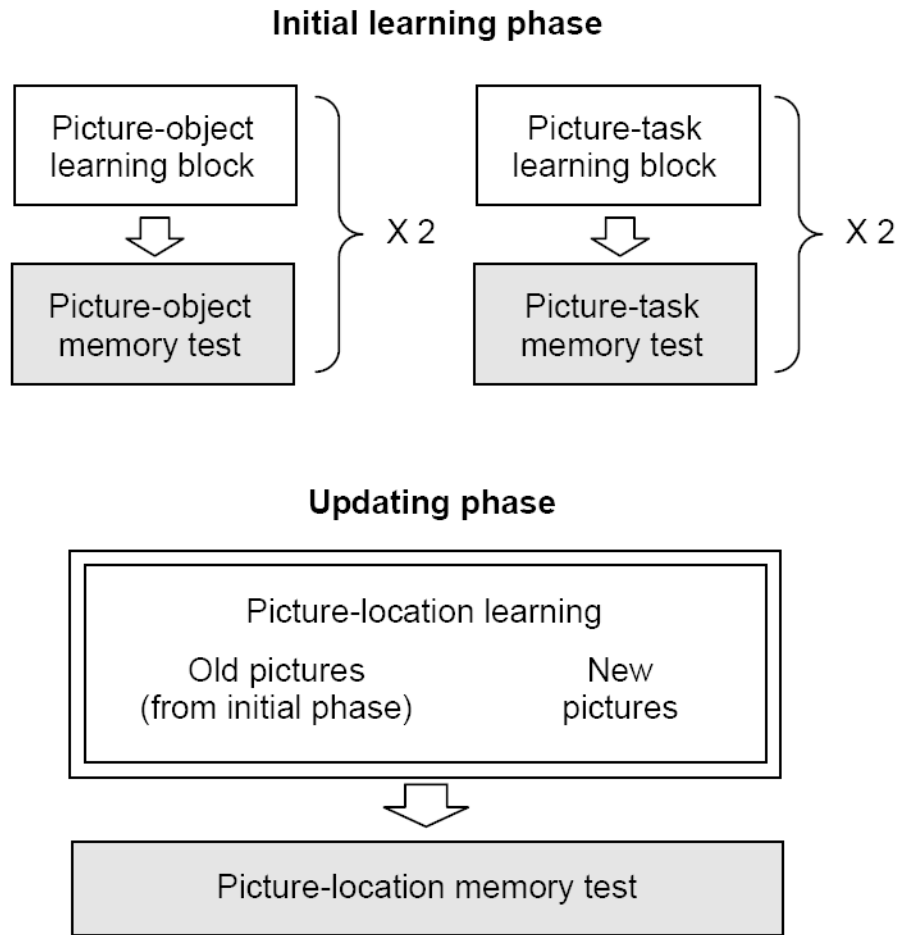 Initial learning phase
Picture-object
learning block
X 2
Picture-object
memory test
Picture-task
learning block
X 2
Picture-task
memory test
Updating phase
Picture-location learning
Old pictures
(from initial phase)
New
pictures
Picture-location memory test